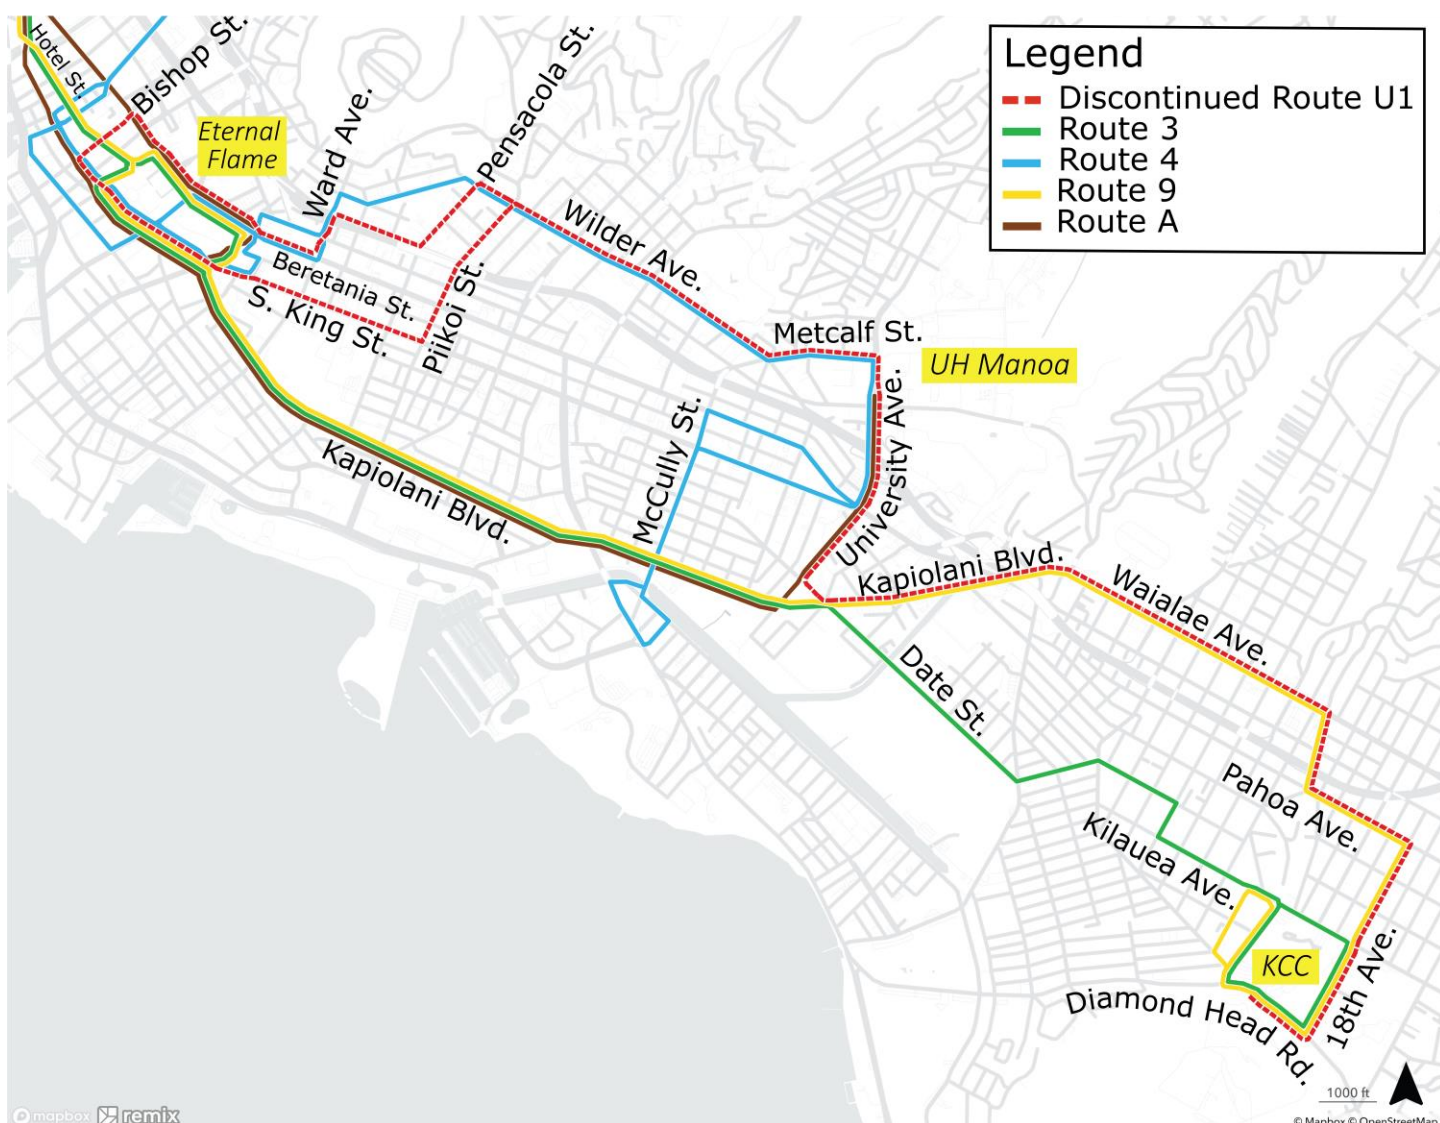 Hotel St.
Bishop St.
Eternal
Flame
Ward Ave.
Pensacola St.
Legend
Discontinued Route U1
Route 3
Route 4
Route 9
Route A
Wilder Ave.
Beretania St.
S. King St.
Piikoi St.
Metcalf St.
UH Manoa
University Ave.
McCully St.
Kapiolani Blvd.
Kapiolani Blvd.
Waialae Ave.
Date St.
Pahoa Ave.
Kilauea Ave.
KCC
18th Ave.
Diamond Head Rd.
1000 ft
mapbox remix
© Mapbox © OpenStreetMap